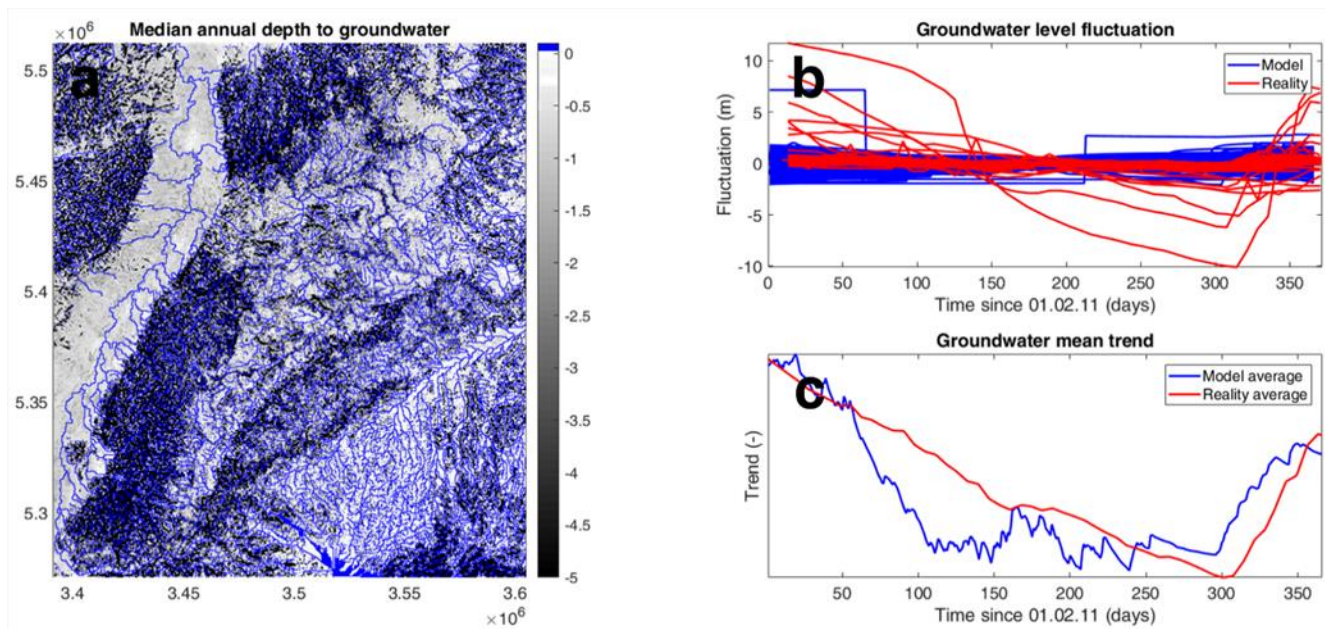 ×10⁶
Median annual depth to groundwater
a
5.5
5.45
5.4
5.35
5.3
3.4 3.45 3.5 3.55 3.6
×10⁶
0
-0.5
-1
-1.5
-2
-2.5
-3
-3.5
-4
-4.5
-5
Groundwater level fluctuation
b
Model
Reality
Fluctuation (m)
10
5
0
-5
-10
0 50 100 150 200 250 300 350
Time since 01.02.11 (days)
Groundwater mean trend
c
Model average
Reality average
Trend (-)
50 100 150 200 250 300 350
Time since 01.02.11 (days)